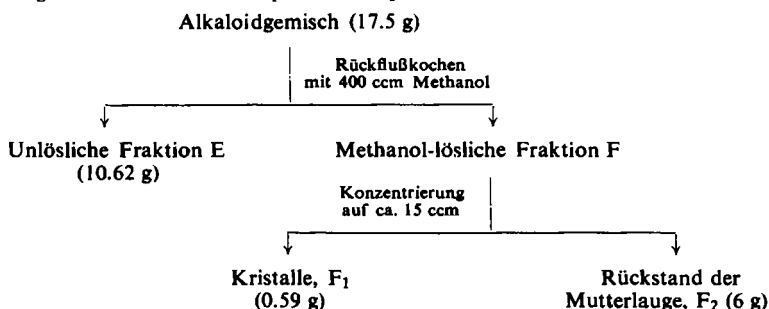 Alkaloidgemisch (17.5 g)
Rückflußkochen
mit 400 ccm Methanol
Unlösliche Fraktion E
(10.62 g)
Methanol-lösliche Fraktion F
Konzentrierung
auf ca. 15 ccm
Kristalle, F₁
(0.59 g)
Rückstand der
Mutterlauge, F₂ (6 g)